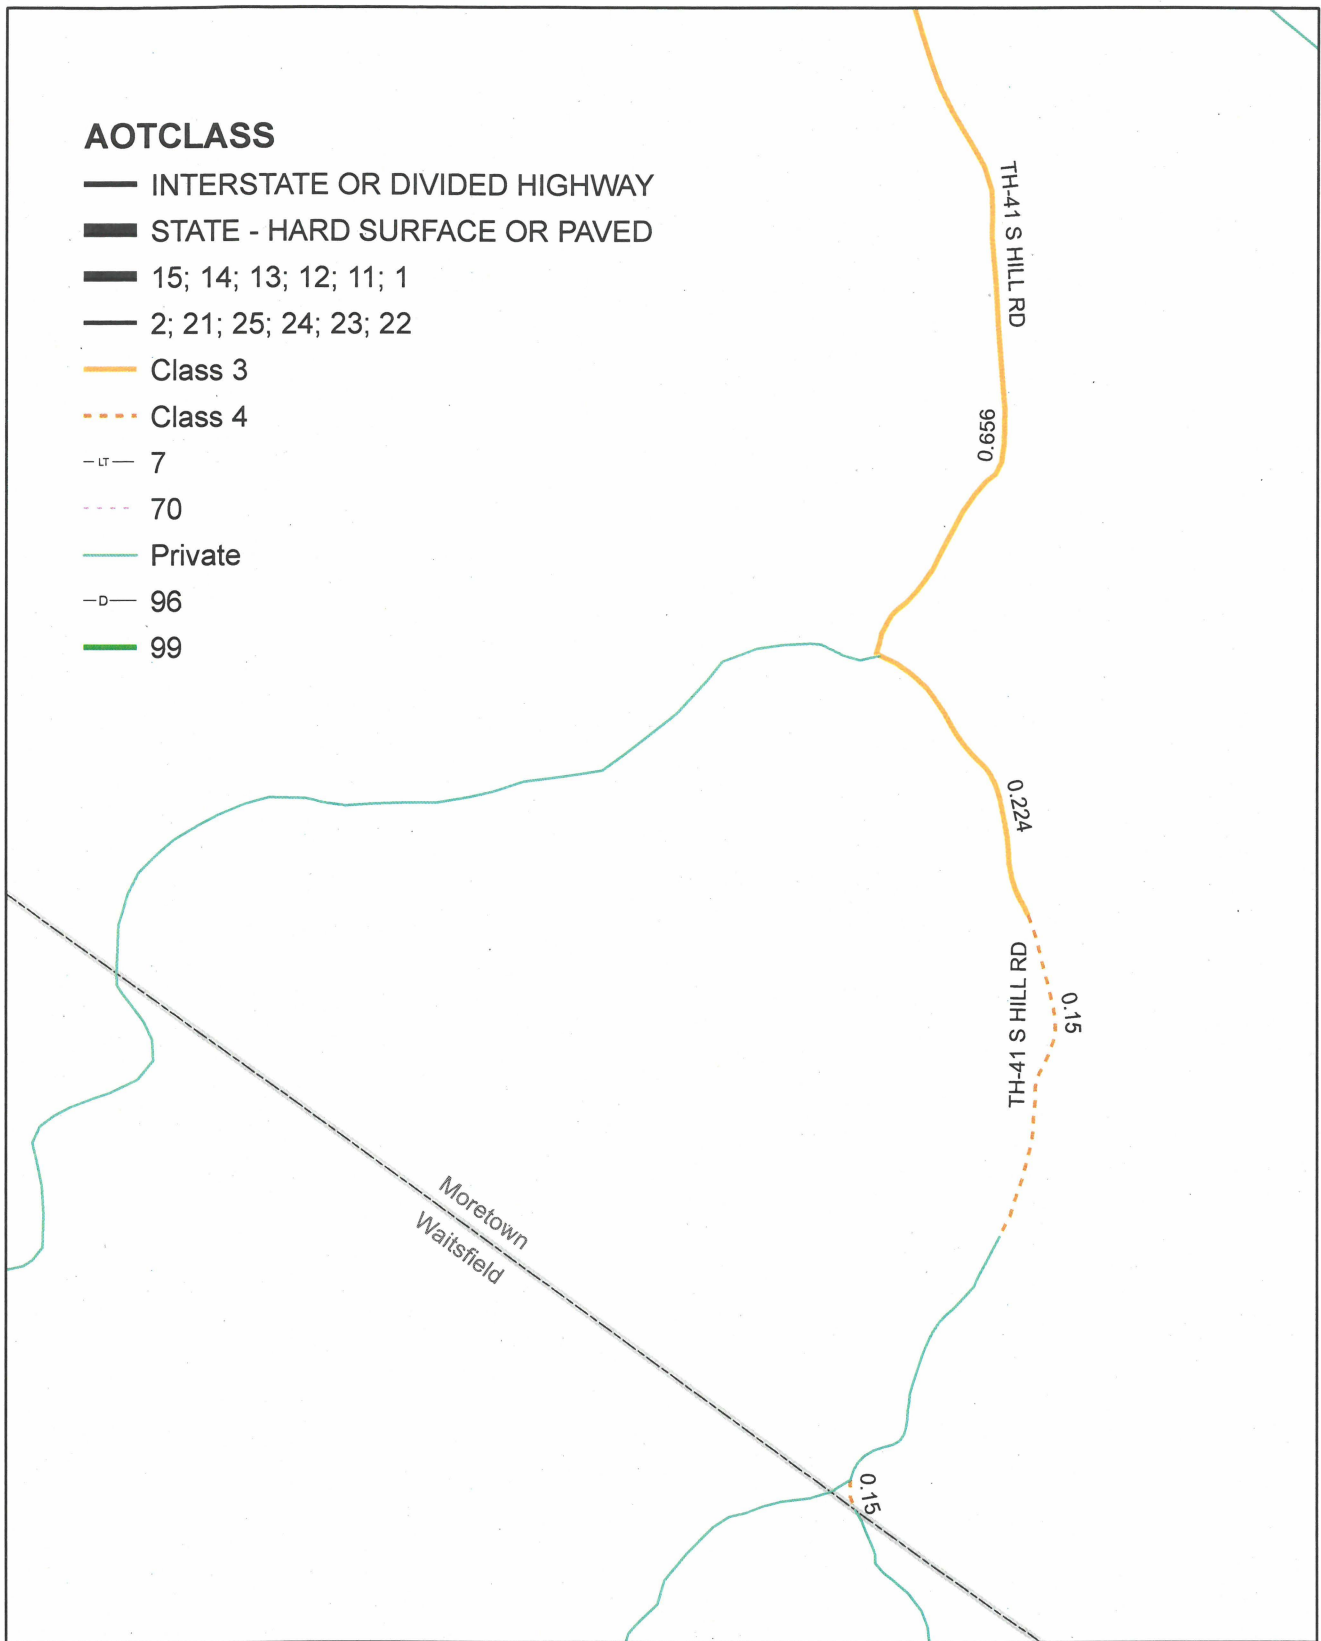 AOTCLASS
INTERSTATE OR DIVIDED HIGHWAY
STATE - HARD SURFACE OR PAVED
15; 14; 13; 12; 11; 1
2; 21; 25; 24; 23; 22
Class 3
Class 4
LT 7
70
Private
D 96
99
TH-41 S HILL RD
0.656
0.224
TH-41 S HILL RD
0.15
Moretown
Waitsfield
0.15